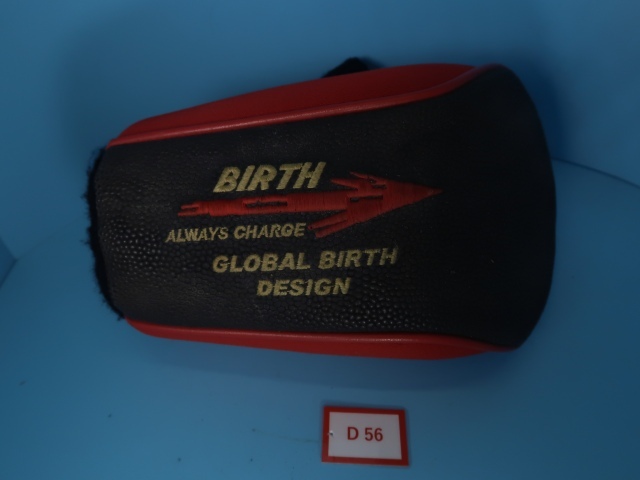 BIRTH
ALWAYS CHARGE
GLOBAL BIRTH
DESIGN
D 56